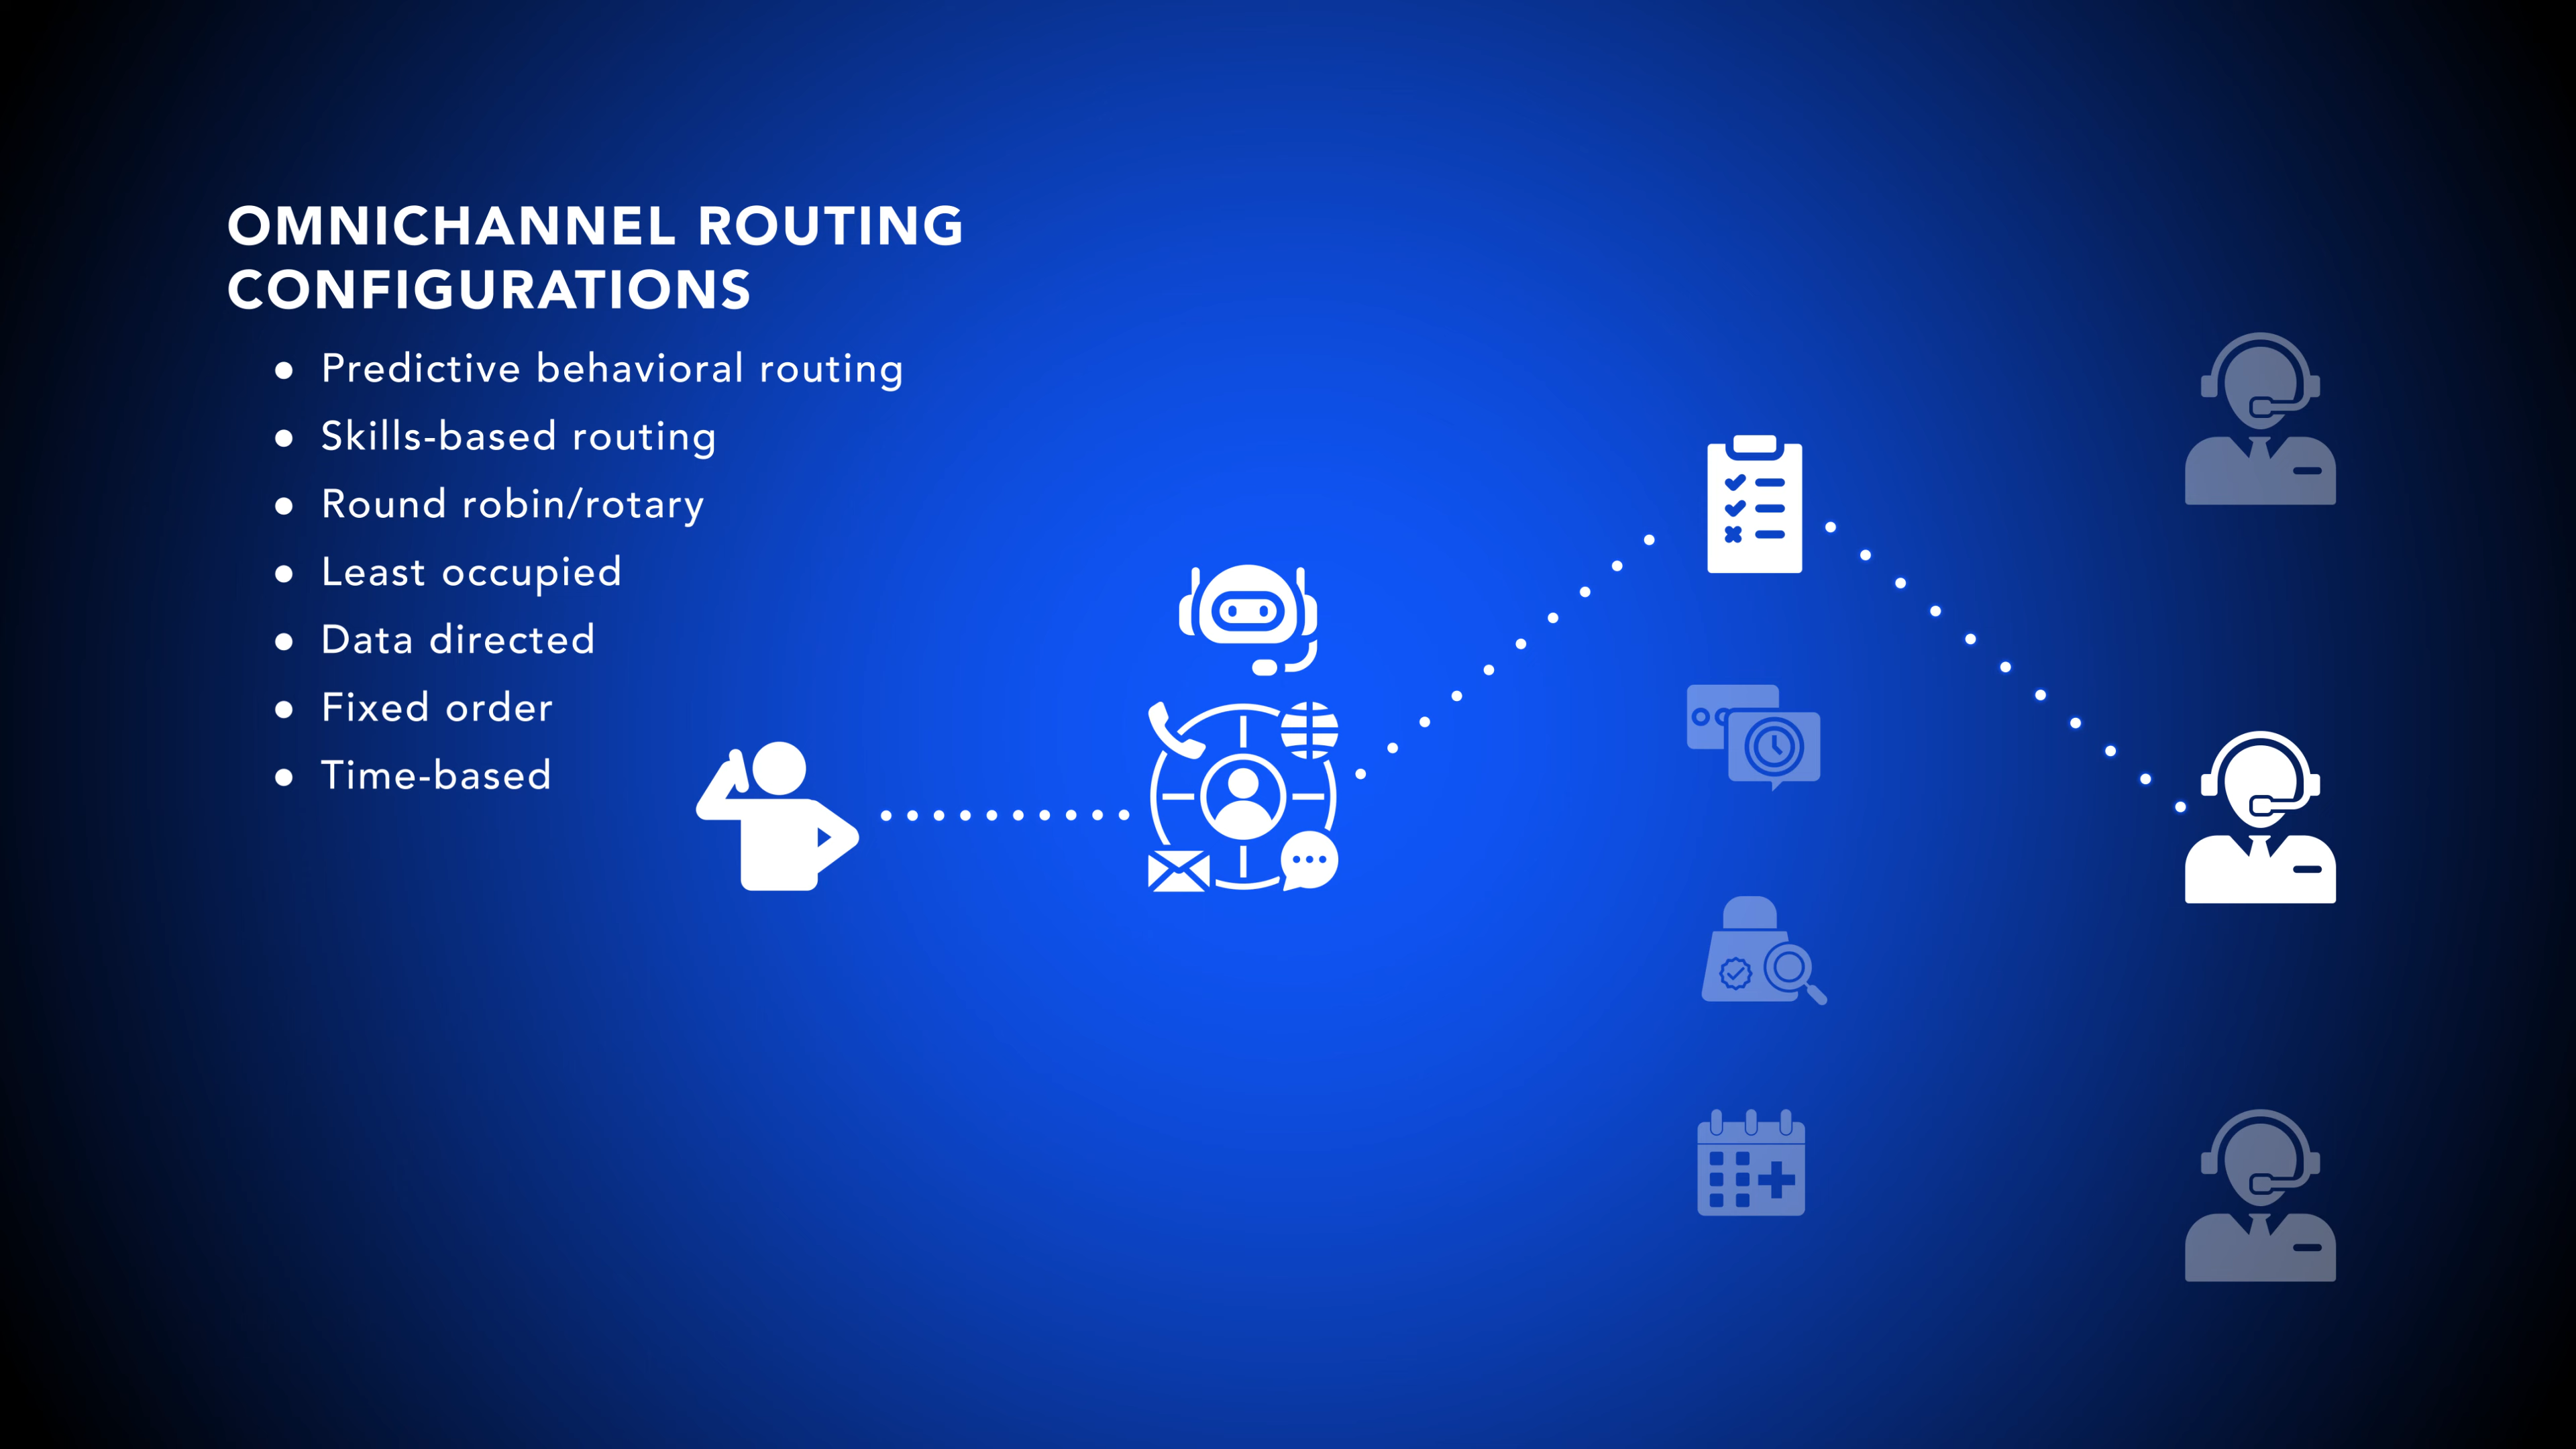 OMNICHANNEL ROUTING
CONFIGURATIONS
● Predictive behavioral routing
● Skills-based routing
● Round robin/rotary
● Least occupied
● Data directed
● Fixed order
● Time-based